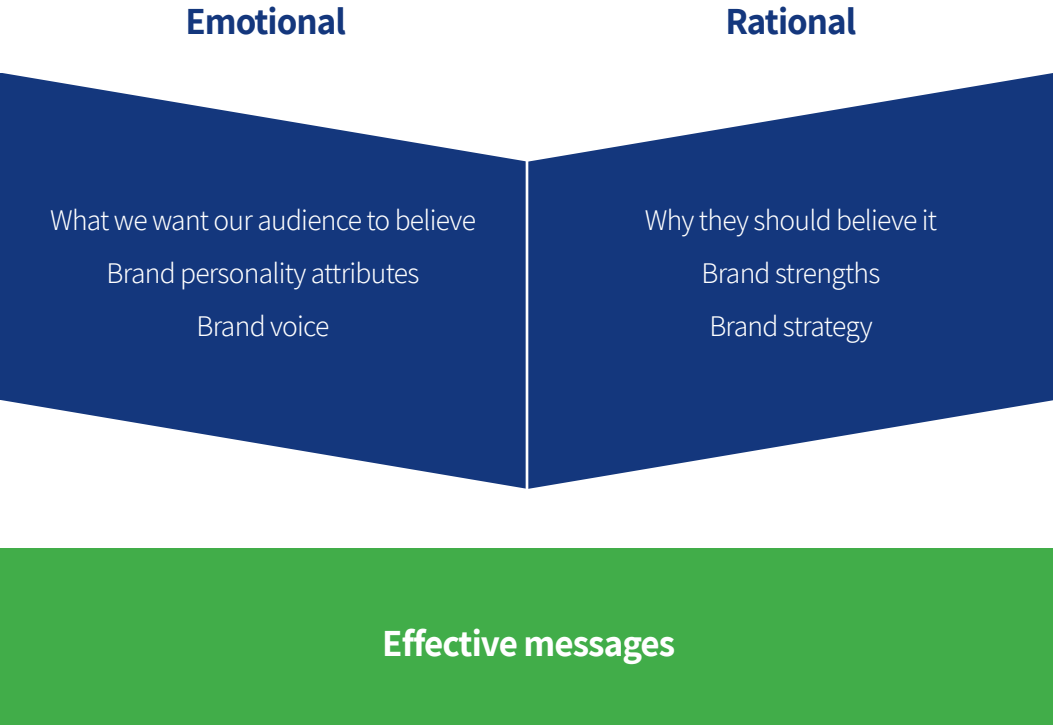 Emotional
Rational
What we want our audience to believe
Brand personality attributes
Brand voice
Why they should believe it
Brand strengths
Brand strategy
Effective messages